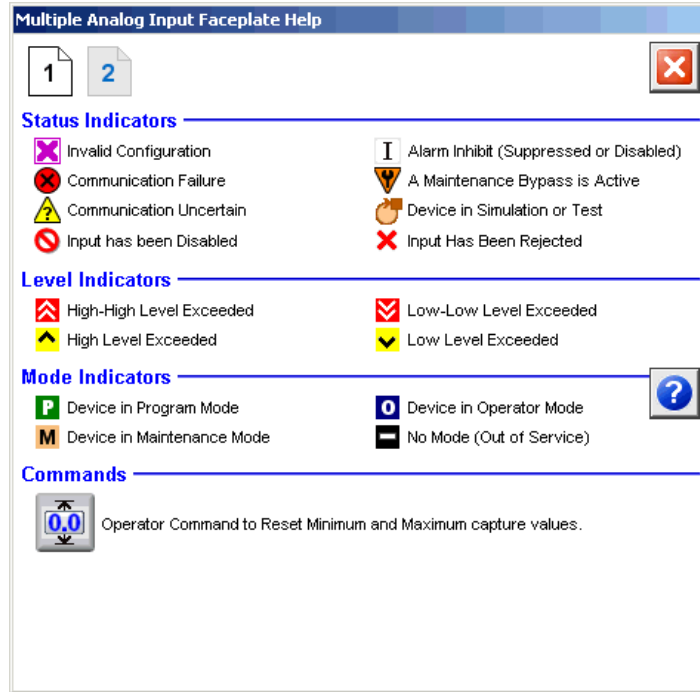 Multiple Analog Input Faceplate Help
1 2
Status Indicators
Invalid Configuration
I Alarm Inhibit (Suppressed or Disabled)
Communication Failure
A Maintenance Bypass is Active
? Communication Uncertain
Device in Simulation or Test
Input has been Disabled
Input Has Been Rejected
Level Indicators
High-High Level Exceeded
Low-Low Level Exceeded
High Level Exceeded
Low Level Exceeded
Mode Indicators
?
P Device in Program Mode
O Device in Operator Mode
M Device in Maintenance Mode
No Mode (Out of Service)
Commands
0.0 Operator Command to Reset Minimum and Maximum capture values.